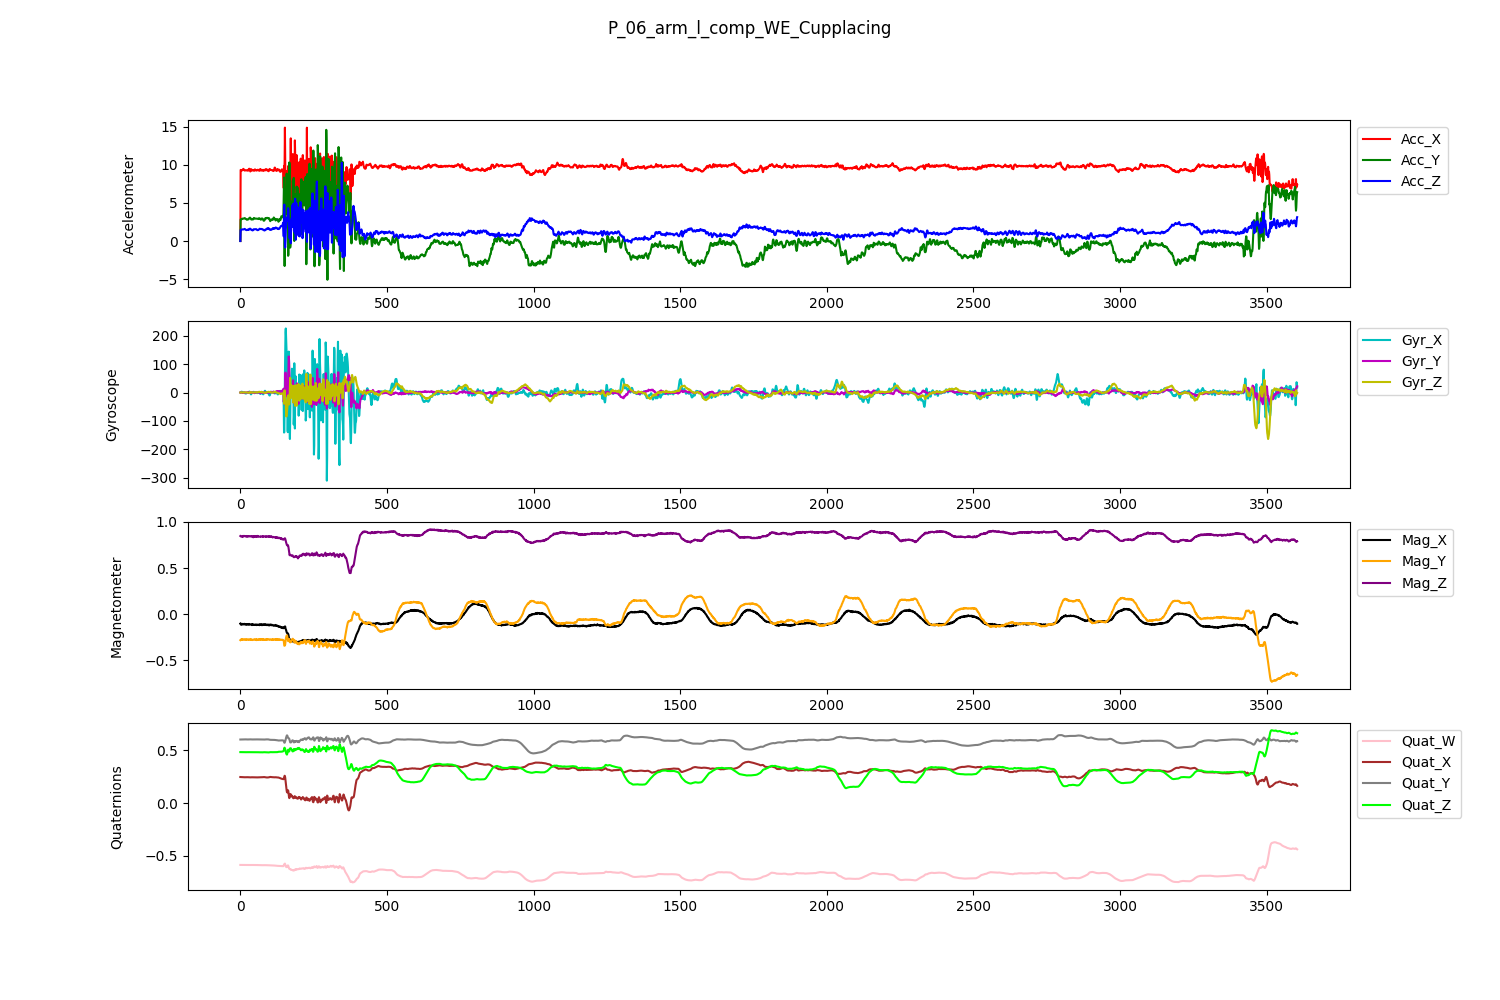 P_06_arm_l_comp_WE_Cupplacing
15
10
5
0
−5
Accelerometer
0 500 1000 1500 2000 2500 3000 3500
Acc_X
Acc_Y
Acc_Z
200
100
0
−100
−200
−300
Gyroscope
0 500 1000 1500 2000 2500 3000 3500
Gyr_X
Gyr_Y
Gyr_Z
1.0
0.5
0.0
−0.5
Magnetometer
0 500 1000 1500 2000 2500 3000 3500
Mag_X
Mag_Y
Mag_Z
0.5
0.0
−0.5
Quaternions
0 500 1000 1500 2000 2500 3000 3500
Quat_W
Quat_X
Quat_Y
Quat_Z